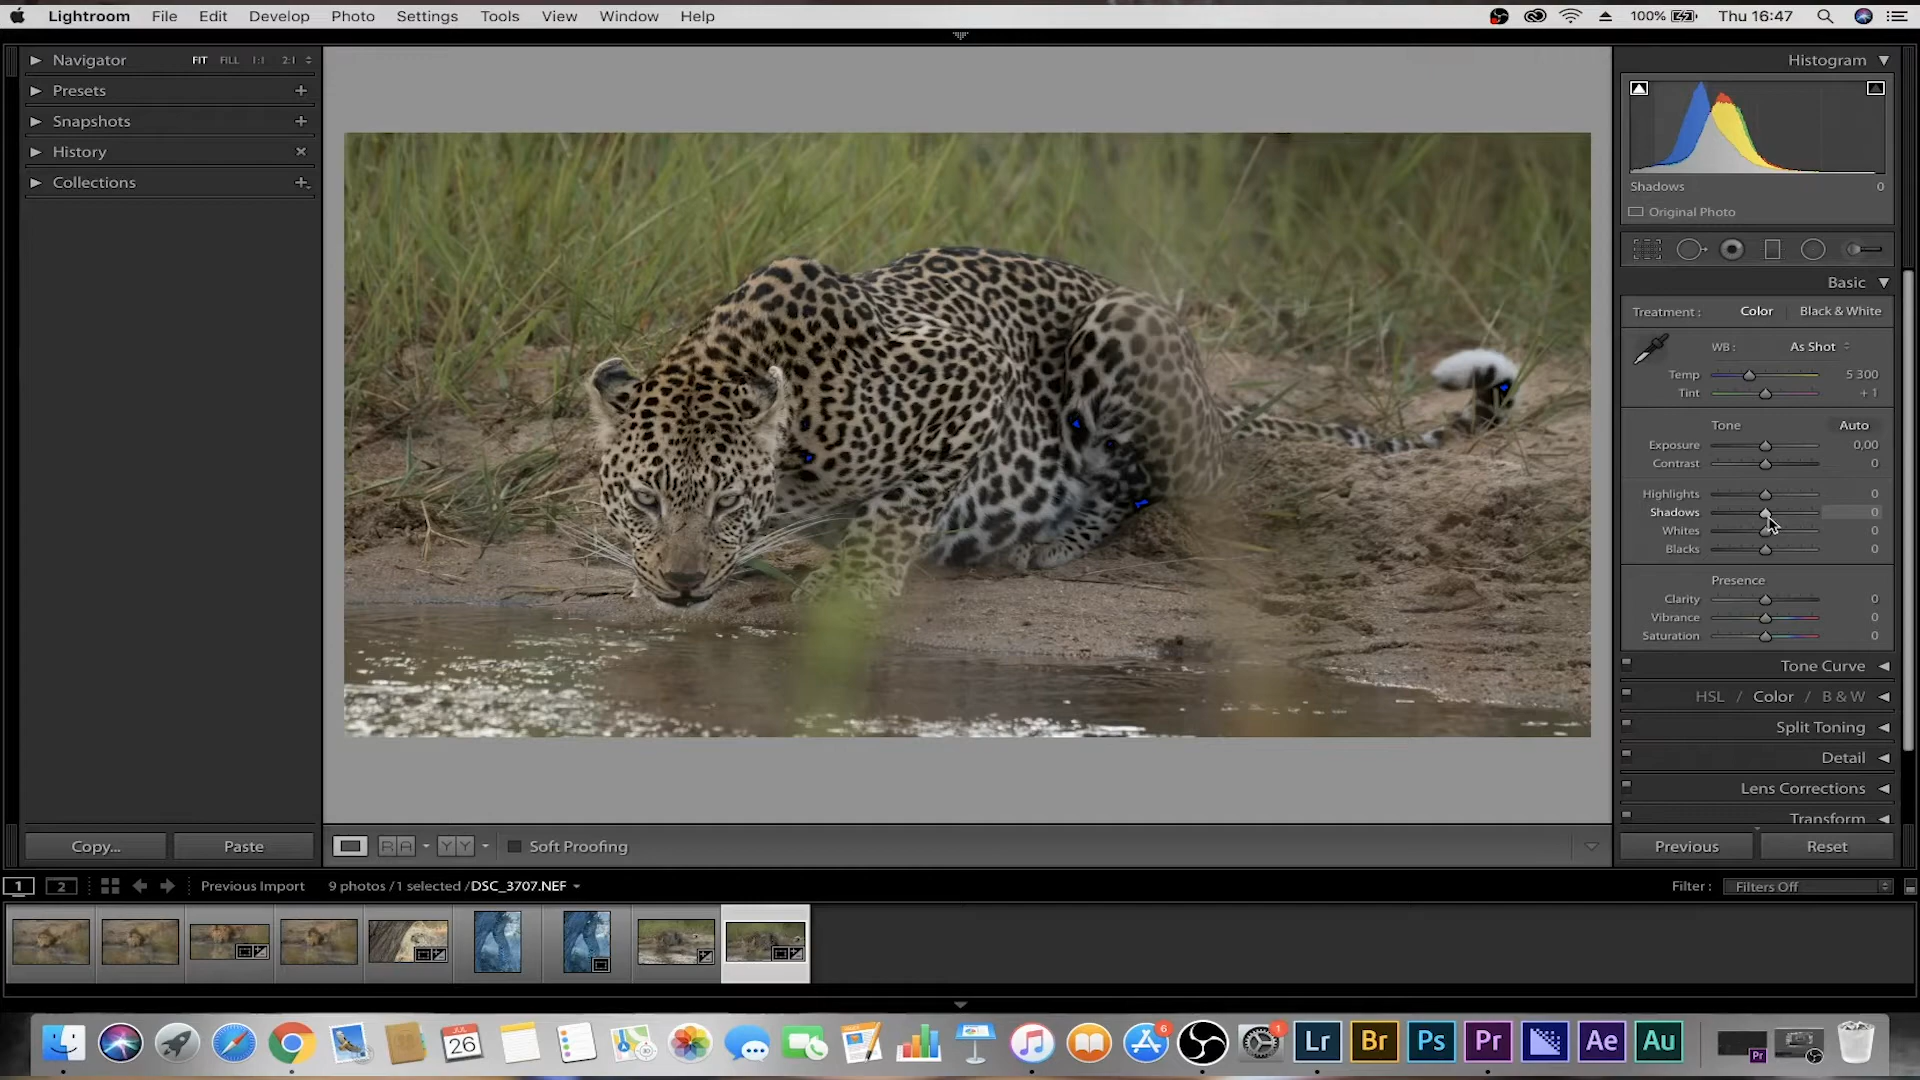 Lightroom File Edit Develop Photo Settings Tools View Window Help 100% Thu 16:47
Navigator FIT FILL 1:1 2:1
Presets
Snapshots
History
Collections
Histogram
Shadows 0
Original Photo
Basic
Treatment : Color Black & White
WB : As Shot
Temp 5 300
Tint + 1
Tone Auto
Exposure 0,00
Contrast 0
Highlights 0
Shadows 0
Whites 0
Blacks 0
Presence
Clarity 0
Vibrance 0
Saturation 0
Tone Curve
HSL / Color / B & W
Split Toning
Detail
Lens Corrections
Transform
Copy... Paste
R A Y Y Soft Proofing
Previous Reset
1 2 Previous Import 9 photos / 1 selected / DSC_3707.NEF
Filter : Filters Off
JUL
26
6
1
Lr Br Ps Pr Ae Au
Pr